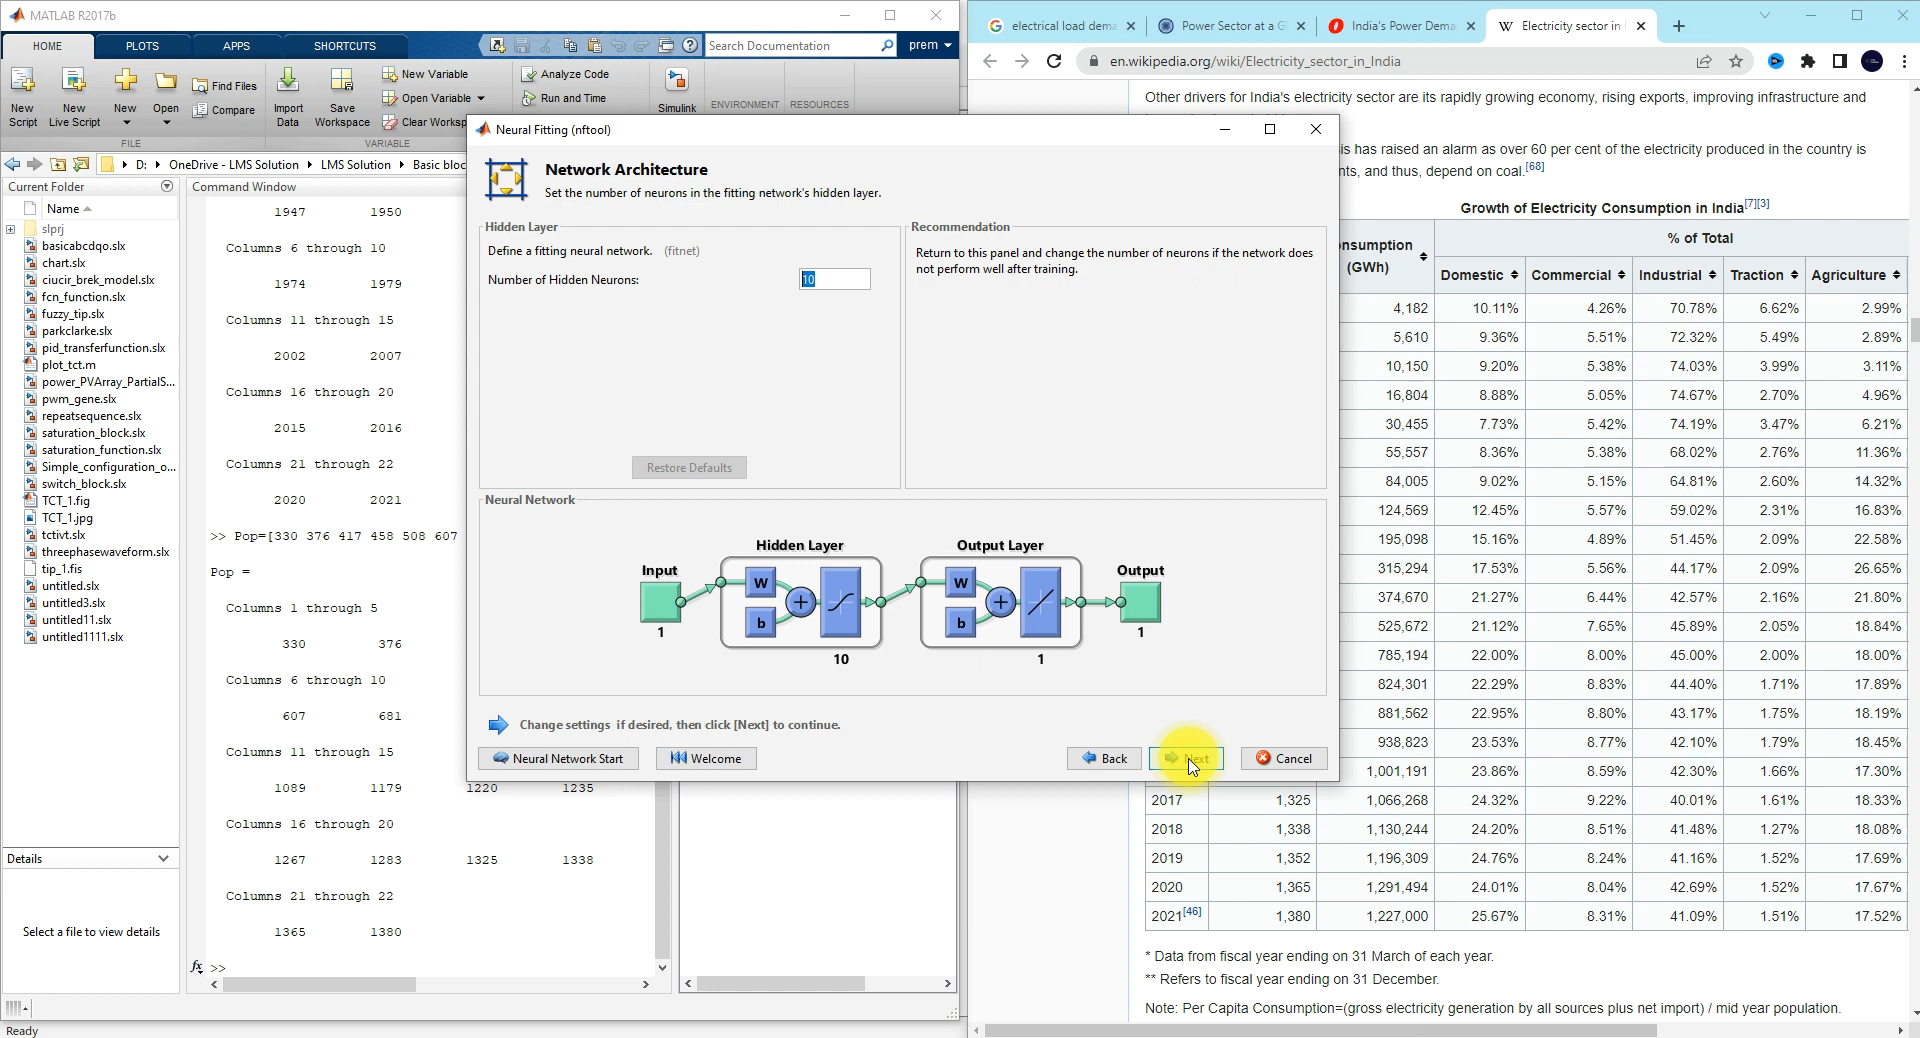 MATLAB R2017b
HOME PLOTS APPS SHORTCUTS
Search Documentation
prem
New Script
New Live Script
New
Open
Find Files
Compare
Import Data
Save Workspace
New Variable
Open Variable
Clear Worksp
Analyze Code
Run and Time
Simulink
ENVIRONMENT
RESOURCES
FILE
VARIABLE
D: OneDrive - LMS Solution LMS Solution Basic bloc
Current Folder
Name
slprj
basicabcdqo.slx
chart.slx
ciucir_brek_model.slx
fcn_function.slx
fuzzy_tip.slx
parkclarke.slx
pid_transferfunction.slx
plot_tct.m
power_PVArray_PartialS...
pwm_gene.slx
repeatsequence.slx
saturation_block.slx
saturation_function.slx
Simple_configuration_o...
switch_block.slx
TCT_1.fig
TCT_1.jpg
tctivt.slx
threephasewaveform.slx
tip_1.fis
untitled.slx
untitled3.slx
untitled11.slx
untitled1111.slx
Details
Select a file to view details
Ready
Command Window
1947 1950
Columns 6 through 10
1974 1979
Columns 11 through 15
2002 2007
Columns 16 through 20
2015 2016
Columns 21 through 22
2020 2021
>> Pop=[330 376 417 458 508 607
Pop =
Columns 1 through 5
330 376
Columns 6 through 10
607 681
Columns 11 through 15
1089 1179 1220 1235
Columns 16 through 20
1267 1283 1325 1338
Columns 21 through 22
1365 1380
fx >>
Neural Fitting (nftool)
Network Architecture
Set the number of neurons in the fitting network's hidden layer.
Hidden Layer
Define a fitting neural network. (fitnet)
Number of Hidden Neurons: 10
Restore Defaults
Recommendation
Return to this panel and change the number of neurons if the network does
not perform well after training.
Neural Network
Hidden Layer Output Layer
Input Output
W W
b b
1 10 1 1
Change settings if desired, then click [Next] to continue.
Neural Network Start
Welcome
Back
Next
Cancel
electrical load dema
Power Sector at a G
India's Power Dema
Electricity sector in
en.wikipedia.org/wiki/Electricity_sector_in_India
Other drivers for India's electricity sector are its rapidly growing economy, rising exports, improving infrastructure and
is has raised an alarm as over 60 per cent of the electricity produced in the country is
nts, and thus, depend on coal.[68]
Growth of Electricity Consumption in India[7][3]
nsumption (GWh) % of Total
Domestic Commercial Industrial Traction Agriculture
4,182 10.11% 4.26% 70.78% 6.62% 2.99%
5,610 9.36% 5.51% 72.32% 5.49% 2.89%
10,150 9.20% 5.38% 74.03% 3.99% 3.11%
16,804 8.88% 5.05% 74.67% 2.70% 4.96%
30,455 7.73% 5.42% 74.19% 3.47% 6.21%
55,557 8.36% 5.38% 68.02% 2.76% 11.36%
84,005 9.02% 5.15% 64.81% 2.60% 14.32%
124,569 12.45% 5.57% 59.02% 2.31% 16.83%
195,098 15.16% 4.89% 51.45% 2.09% 22.58%
315,294 17.53% 5.56% 44.17% 2.09% 26.65%
374,670 21.27% 6.44% 42.57% 2.16% 21.80%
525,672 21.12% 7.65% 45.89% 2.05% 18.84%
785,194 22.00% 8.00% 45.00% 2.00% 18.00%
824,301 22.29% 8.83% 44.40% 1.71% 17.89%
881,562 22.95% 8.80% 43.17% 1.75% 18.19%
938,823 23.53% 8.77% 42.10% 1.79% 18.45%
1,001,191 23.86% 8.59% 42.30% 1.66% 17.30%
2017 1,325 1,066,268 24.32% 9.22% 40.01% 1.61% 18.33%
2018 1,338 1,130,244 24.20% 8.51% 41.48% 1.27% 18.08%
2019 1,352 1,196,309 24.76% 8.24% 41.16% 1.52% 17.69%
2020 1,365 1,291,494 24.01% 8.04% 42.69% 1.52% 17.67%
2021[46] 1,380 1,227,000 25.67% 8.31% 41.09% 1.51% 17.52%
* Data from fiscal year ending on 31 March of each year.
** Refers to fiscal year ending on 31 December.
Note: Per Capita Consumption=(gross electricity generation by all sources plus net import) / mid year population.